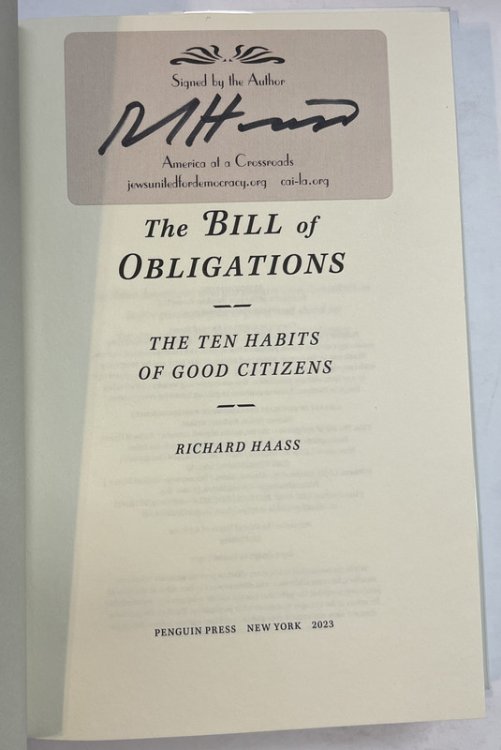 Signed by the Author
America at a Crossroads
jewsunitedfordemocracy.org cai-la.org
The BILL of
OBLIGATIONS
THE TEN HABITS
OF GOOD CITIZENS
RICHARD HAASS
PENGUIN PRESS NEW YORK 2023